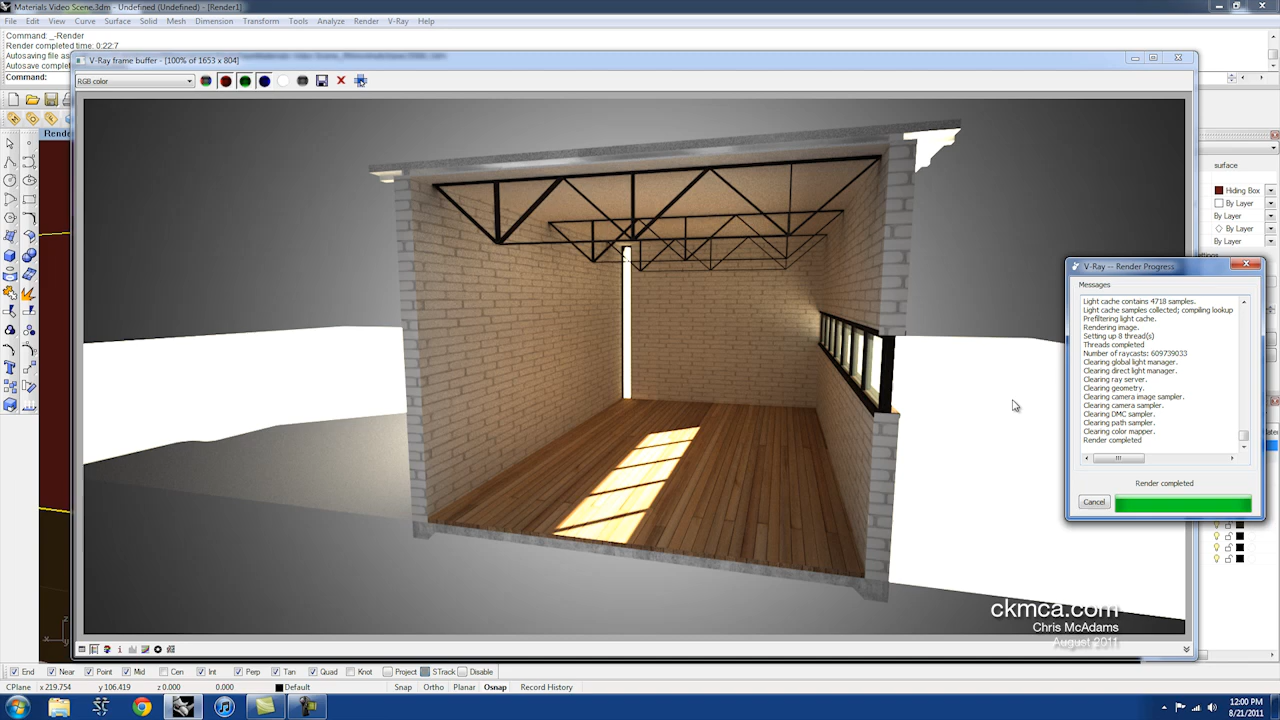 Materials Video Scene.3dm - Undefined (Undefined) - [Render1]
File Edit View Curve Surface Solid Mesh Dimension Transform Tools Analyze Render V-Ray Help
Command: _-Render
Render completed time: 0:22:7
Autosaving file as
Autosave complete
Command:
V-Ray frame buffer - [100% of 1653 x 804]
RGB color
Rende
surface
Hiding Box
By Layer
By Layer
By Layer
By Layer
V-Ray -- Render Progress
Messages
Light cache contains 4718 samples.
Light cache samples collected; compiling lookup
Prefiltering light cache.
Rendering image.
Setting up 8 thread(s)
Threads completed
Number of raycasts: 609739033
Clearing global light manager.
Clearing direct light manager.
Clearing ray server.
Clearing geometry.
Clearing camera image sampler.
Clearing camera sampler.
Clearing DMC sampler.
Clearing path sampler.
Clearing color mapper.
Render completed
Render completed
Cancel
ckmca.com
Chris McAdams
August 2011
End Near Point Mid Cen Int Perp Tan Quad Knot Project STrack Disable
CPlane x 219.754 y 106.419 z 0.000 0.000 Default Snap Ortho Planar Osnap Record History
12:00 PM
8/21/2011